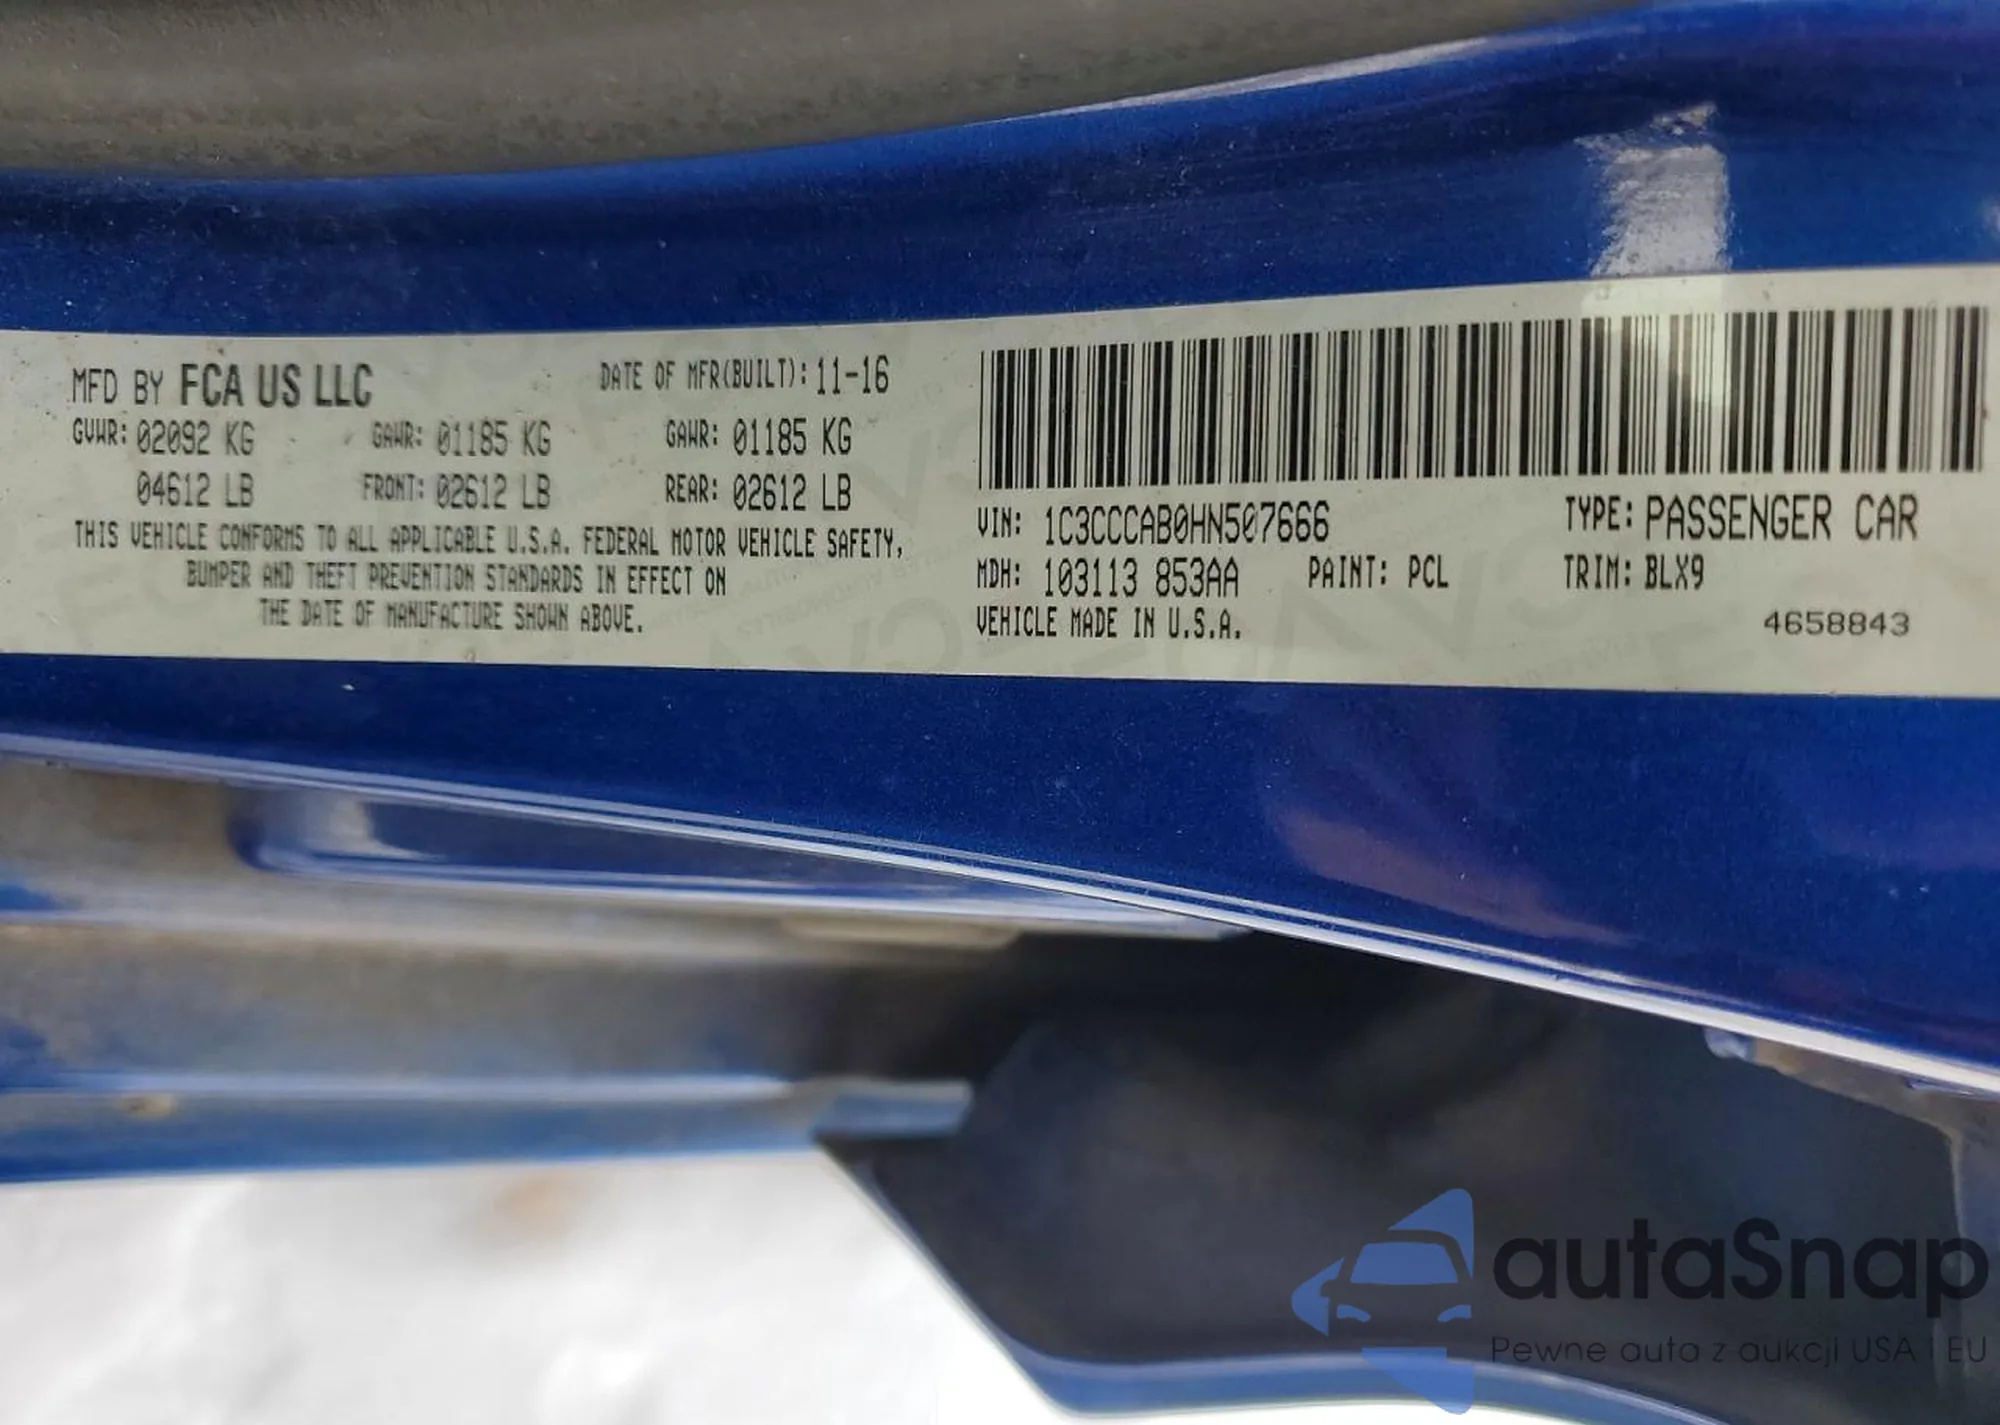 MFD BY FCA US LLC DATE OF MFR(BUILT): 11-16
GVWR: 02092 KG GAWR: 01185 KG GAWR: 01185 KG
04612 LB FRONT: 02612 LB REAR: 02612 LB
THIS VEHICLE CONFORMS TO ALL APPLICABLE U.S.A. FEDERAL MOTOR VEHICLE SAFETY,
BUMPER AND THEFT PREVENTION STANDARDS IN EFFECT ON
THE DATE OF MANUFACTURE SHOWN ABOVE.
VIN: 1C3CCCAB0HN507666 TYPE: PASSENGER CAR
MDH: 103113 853AA PAINT: PCL TRIM: BLX9
VEHICLE MADE IN U.S.A.
4658843
autaSnap
Pewne auta z aukcji USA i EU